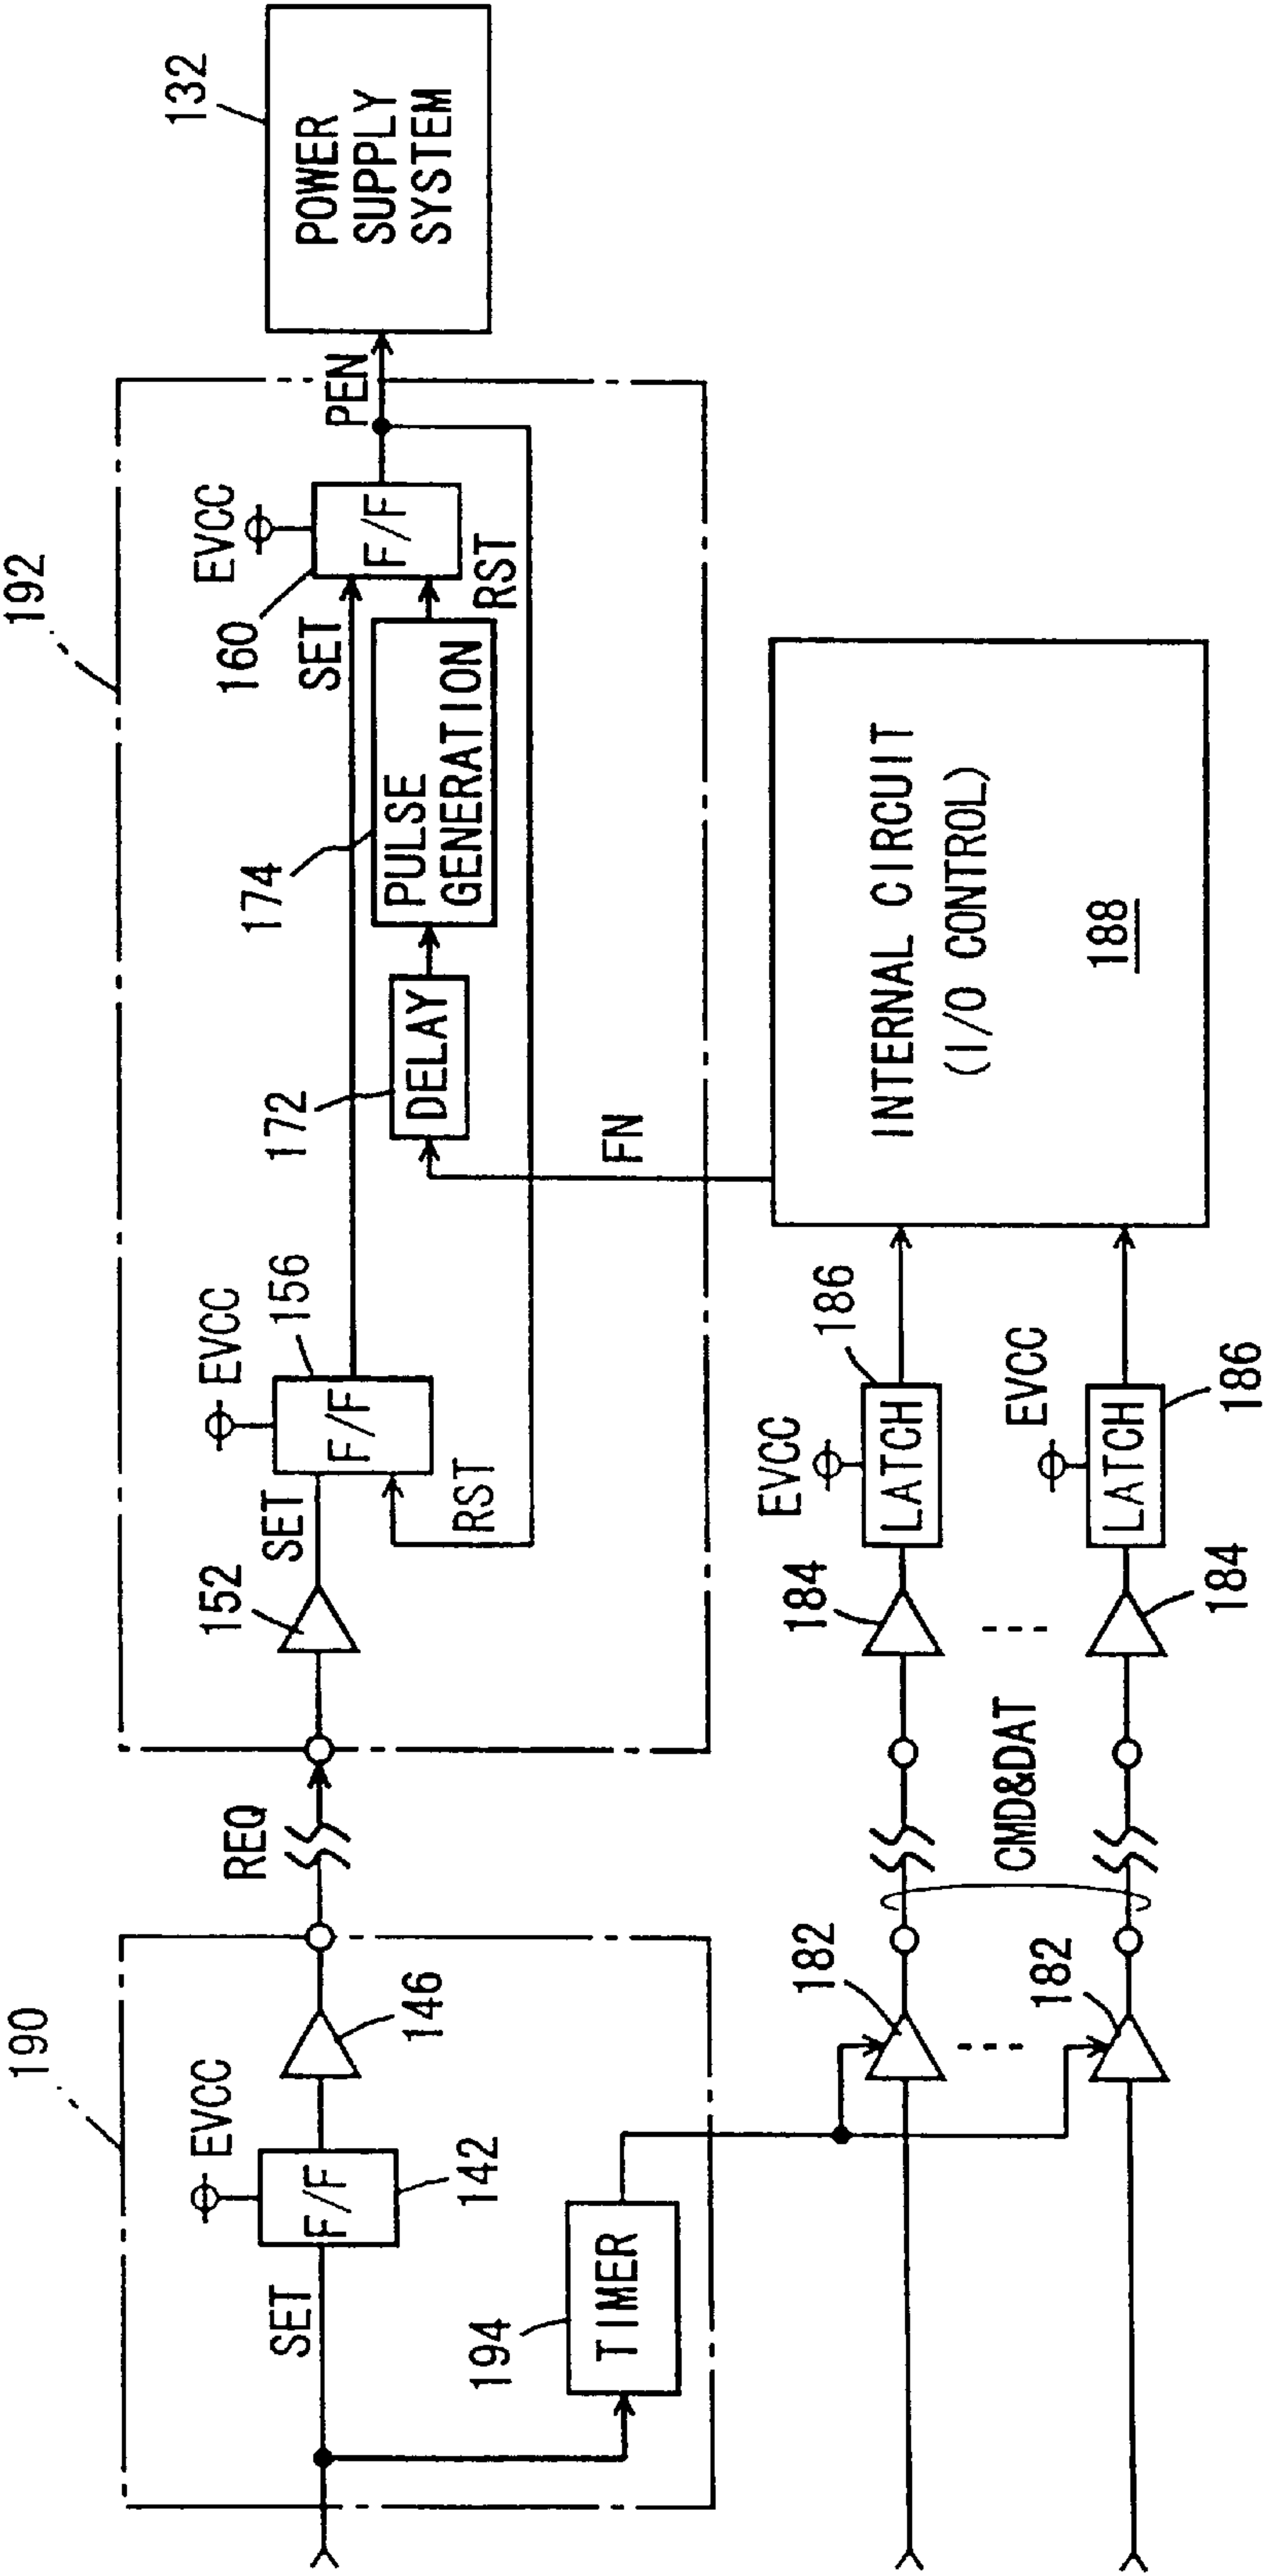 190
EVCC
SET
F/F
142
146
194
TIMER
REQ
192
152
SET
EVCC
156
F/F
RST
172
DELAY
174
PULSE
GENERATION
EVCC
160
SET
F/F
RST
PEN
132
POWER
SUPPLY
SYSTEM
FN
182
182
CMD&DAT
184
184
EVCC
186
LATCH
EVCC
LATCH
186
INTERNAL CIRCUIT
(I/O CONTROL)
188